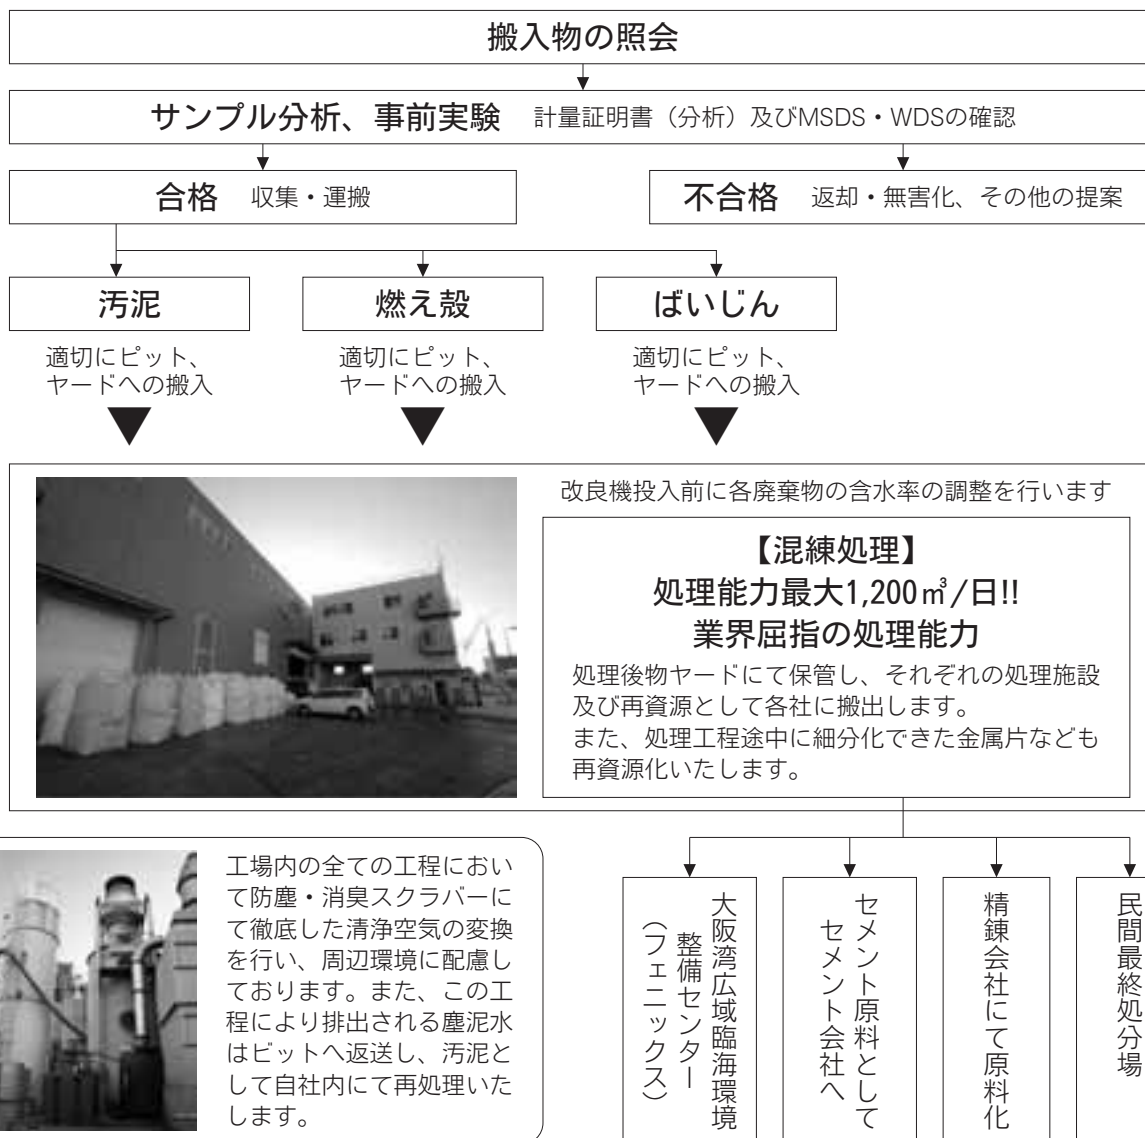 搬入物の照会
サンプル分析、事前実験 計量証明書（分析）及びMSDS・WDSの確認
合格 収集・運搬
不合格 返却・無害化、その他の提案
汚泥
燃え殻
ばいじん
適切にピット、
ヤードへの搬入
適切にピット、
ヤードへの搬入
適切にピット、
ヤードへの搬入
改良機投入前に各廃棄物の含水率の調整を行います
【混練処理】
処理能力最大1,200㎥/日!!
業界屈指の処理能力
処理後物ヤードにて保管し、それぞれの処理施設
及び再資源として各社に搬出します。
また、処理工程途中に細分化できた金属片なども
再資源化いたします。
工場内の全ての工程におい
て防塵・消臭スクラバーに
て徹底した清浄空気の変換
を行い、周辺環境に配慮し
ております。また、この工
程により排出される塵泥水
はピットへ返送し、汚泥と
して自社内にて再処理いた
します。
大阪湾広域臨海環境
整備センター
（フェニックス）
セメント原料として
セメント会社へ
精錬会社にて原料化
民間最終処分場